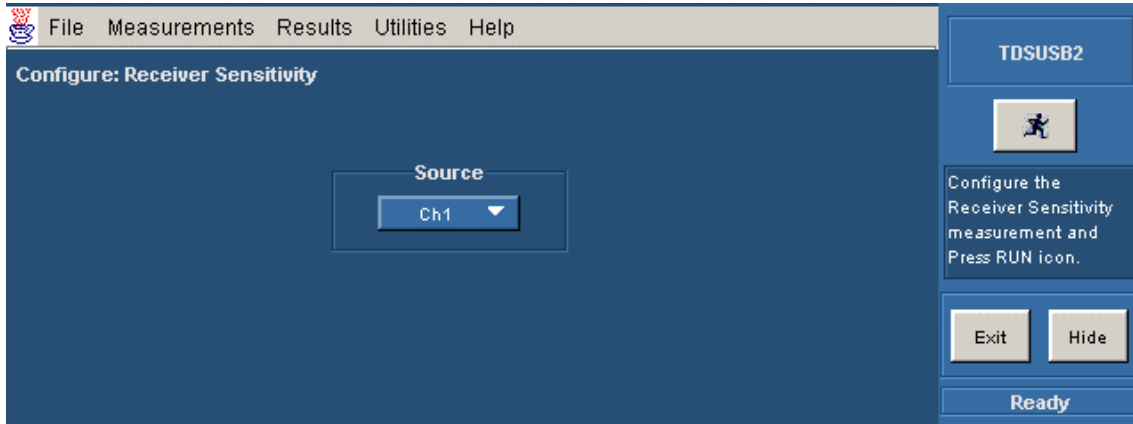 File Measurements Results Utilities Help
Configure: Receiver Sensitivity
Source
Ch1
TDSUSB2
Configure the
Receiver Sensitivity
measurement and
Press RUN icon.
Exit Hide
Ready